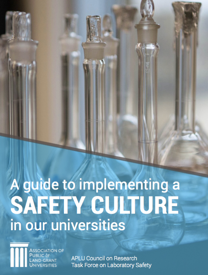 A guide to implementing a
SAFETY CULTURE
in our universities
ASSOCIATION OF
PUBLIC &
LAND-GRANT
UNIVERSITIES
APLU Council on Research
Task Force on Laboratory Safety